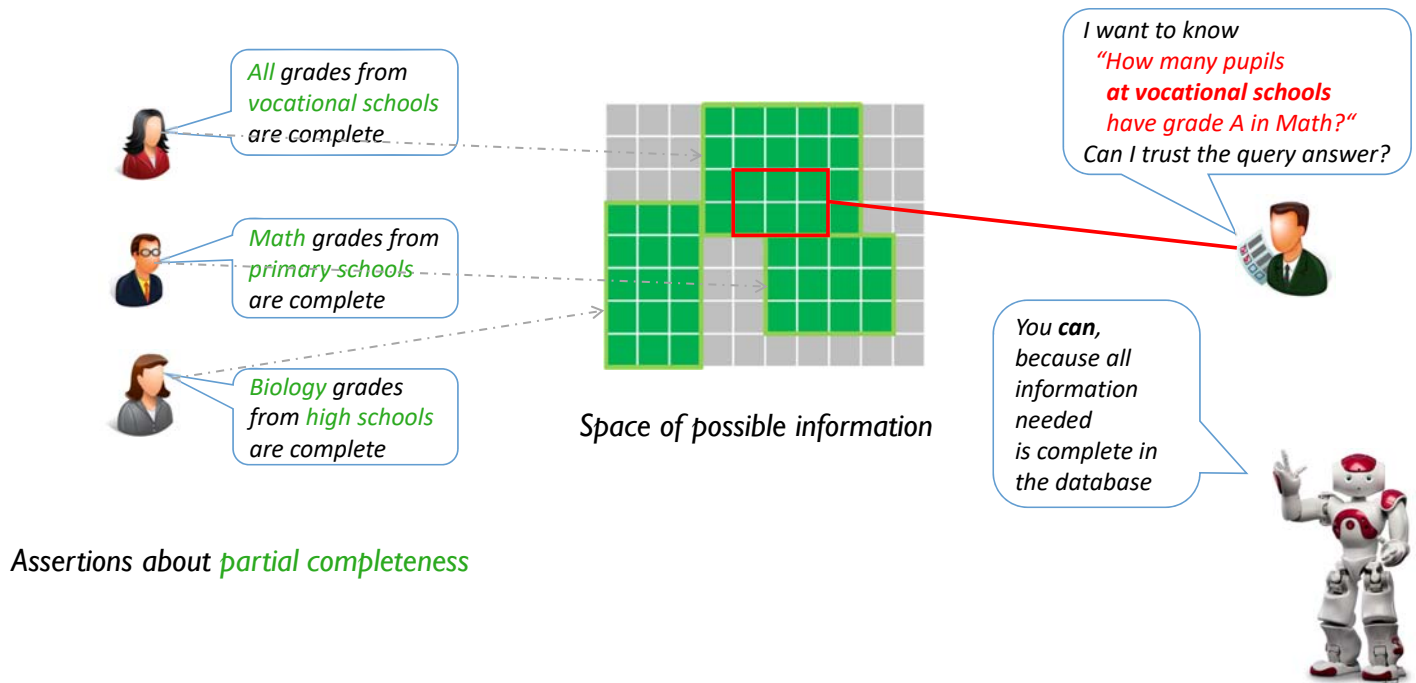 All grades from
vocational schools
are complete
Math grades from
primary schools
are complete
Biology grades
from high schools
are complete
Assertions about partial completeness
Space of possible information
I want to know
“How many pupils
at vocational schools
have grade A in Math?“
Can I trust the query answer?
You can,
because all
information
needed
is complete in
the database